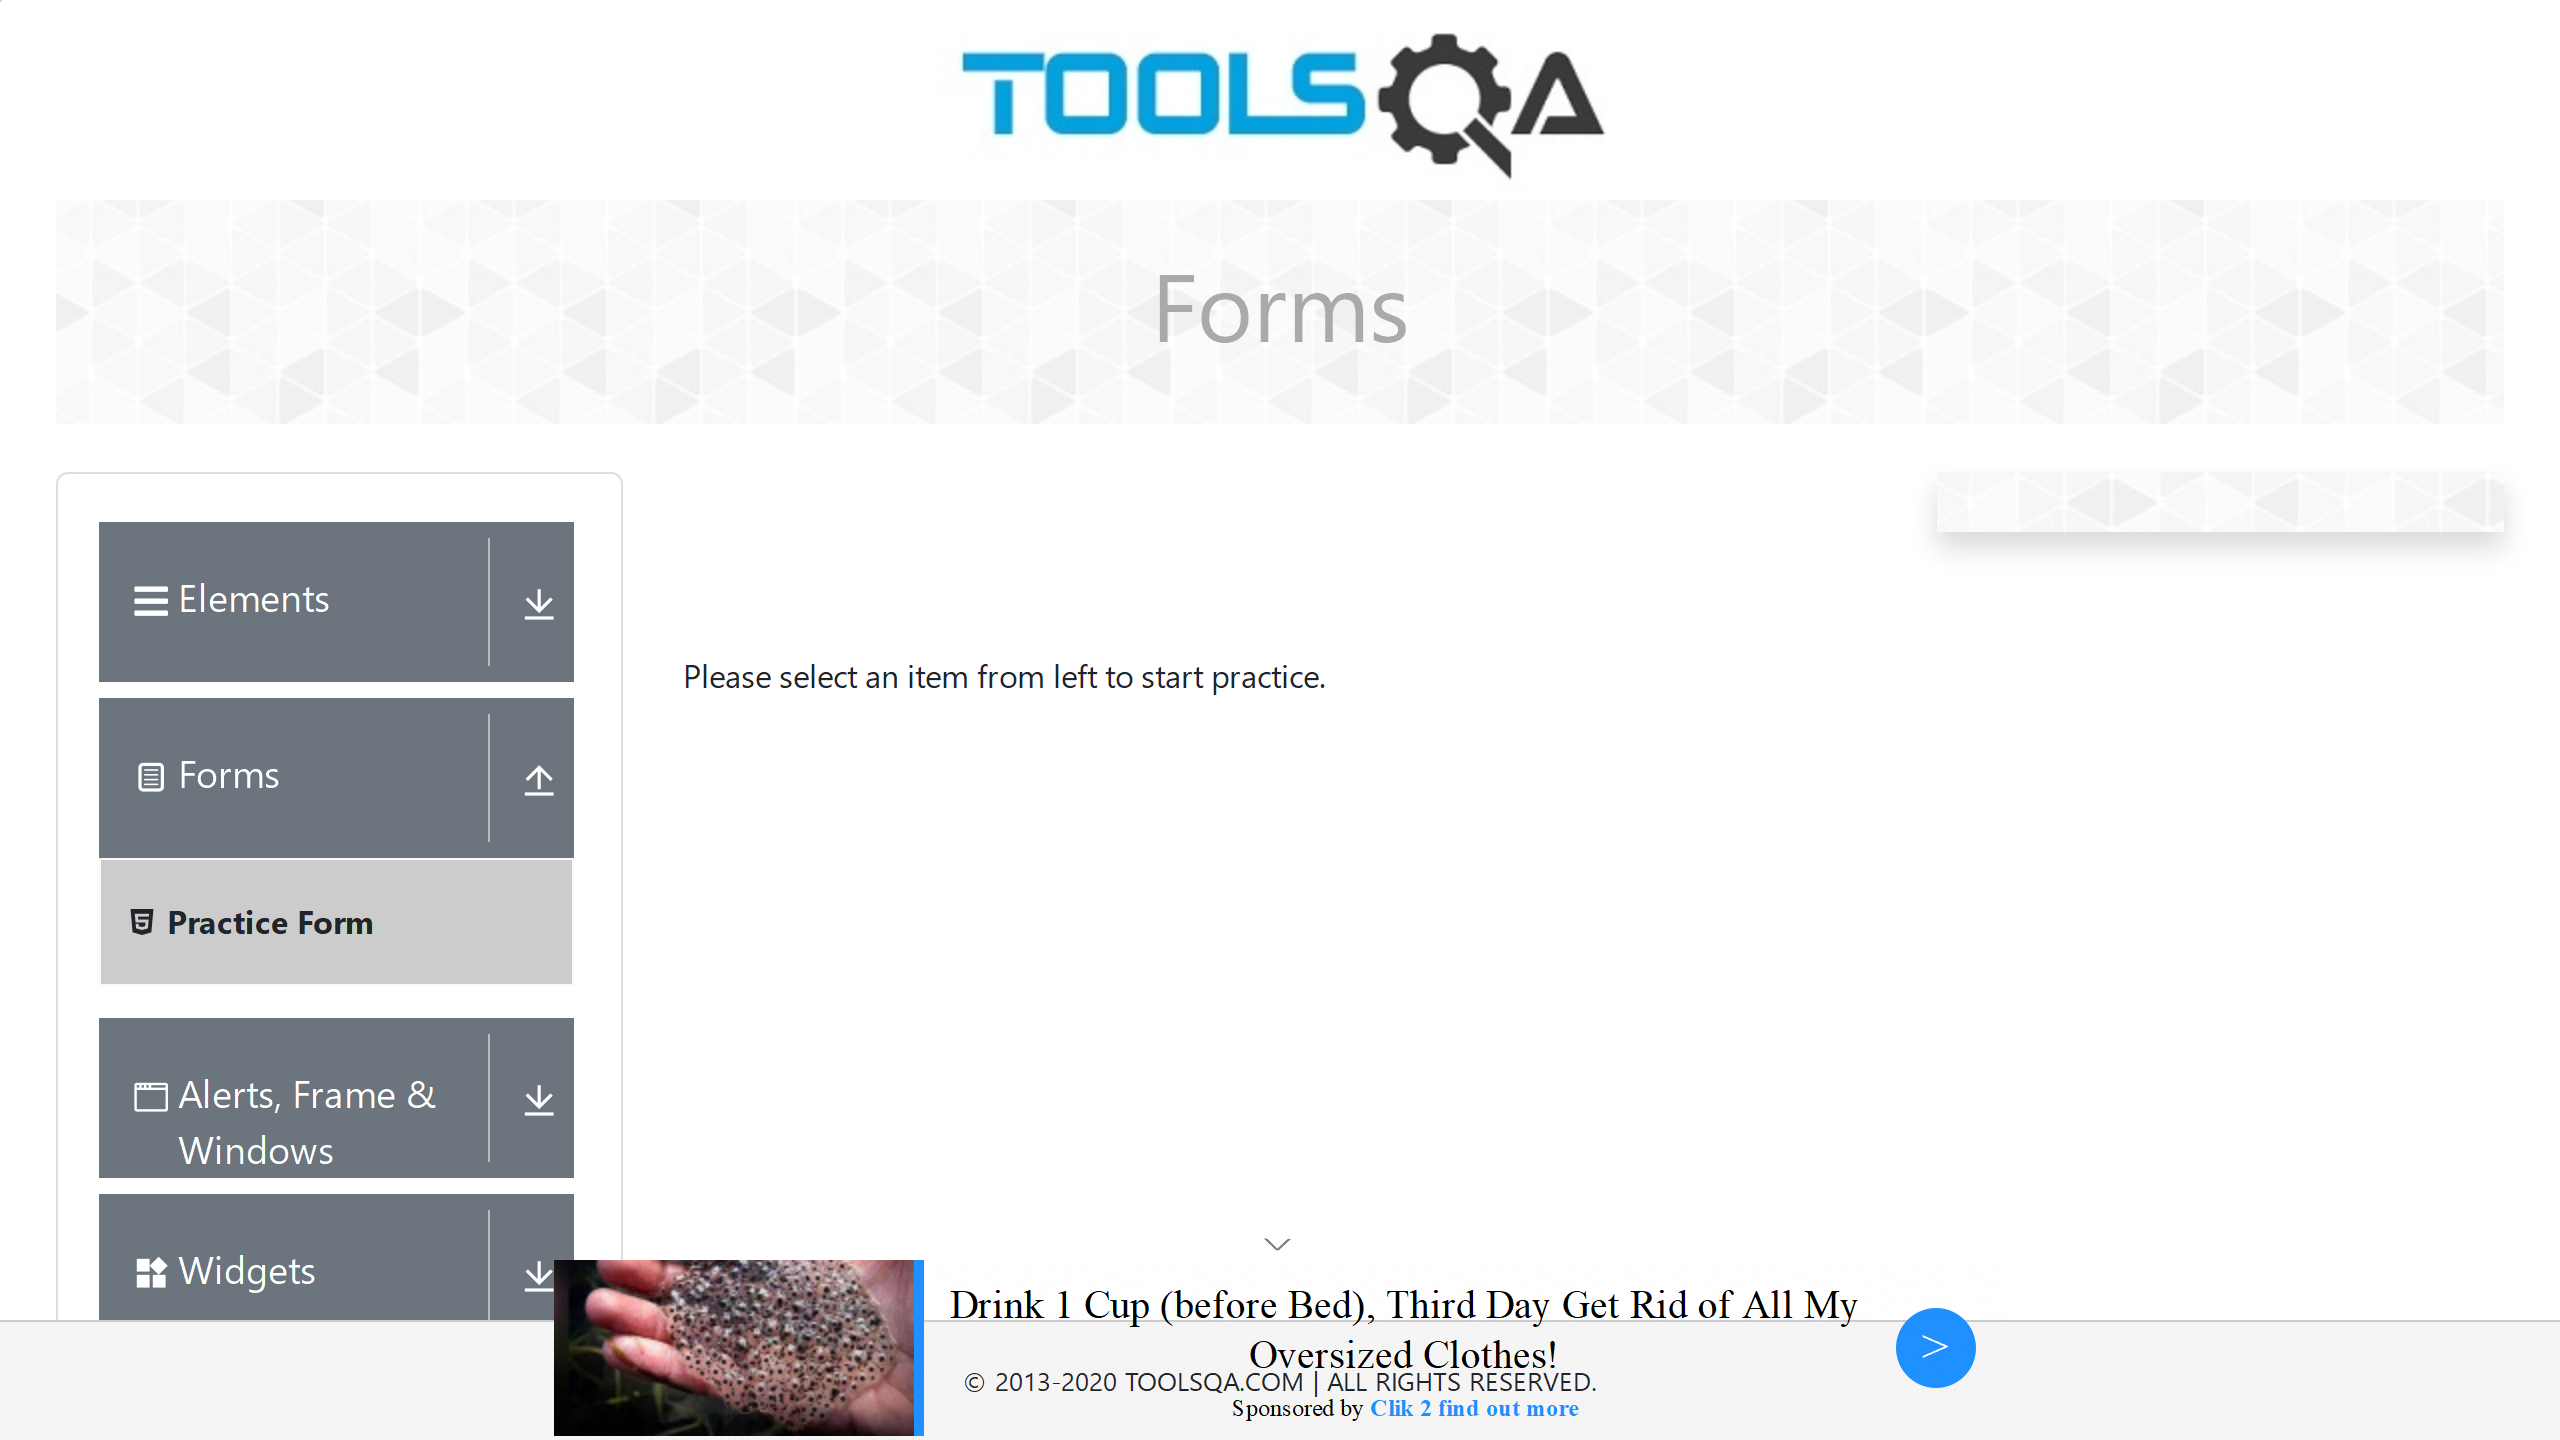 TOOLSQA
Forms
Elements
Forms
Practice Form
Alerts, Frame &
Windows
Widgets
Please select an item from left to start practice.
Drink 1 Cup (before Bed), Third Day Get Rid of All My
Oversized Clothes!
>
© 2013-2020 TOOLSQA.COM | ALL RIGHTS RESERVED.
Sponsored by Clik 2 find out more